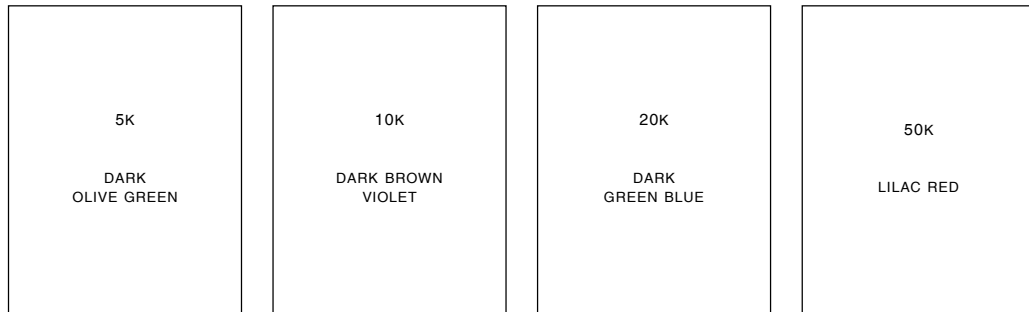 5K
DARK
OLIVE GREEN
10K
DARK BROWN
VIOLET
20K
DARK
GREEN BLUE
50K
LILAC RED